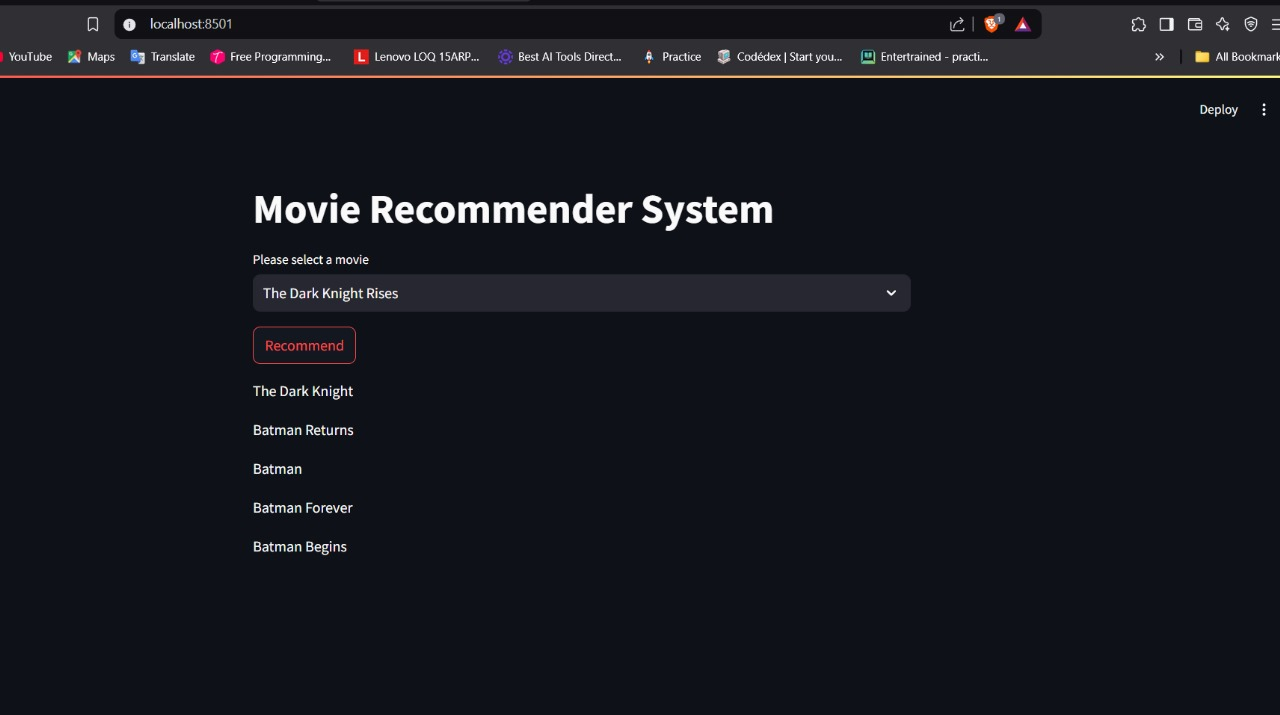 localhost:8501
1
YouTube Maps Translate Free Programming... Lenovo LOQ 15ARP... Best AI Tools Direct... Practice Codédex | Start you... Entertrained - practi... » All Bookmark
Deploy
Movie Recommender System
Please select a movie
The Dark Knight Rises
Recommend
The Dark Knight
Batman Returns
Batman
Batman Forever
Batman Begins